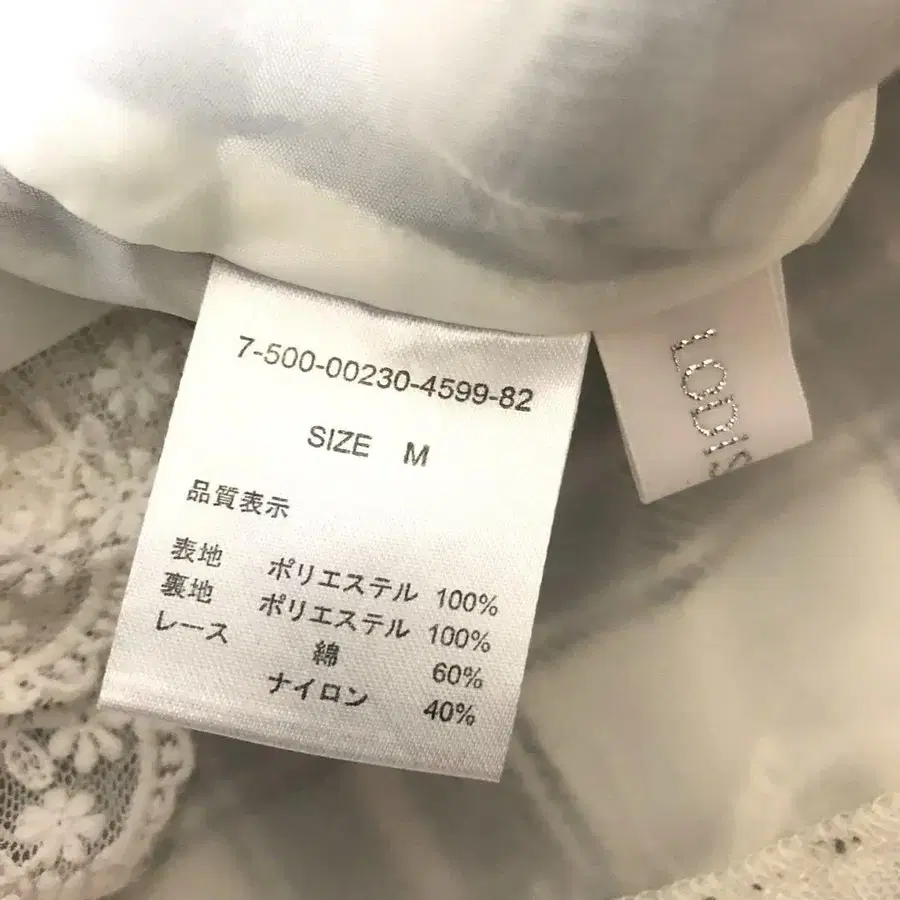 7-500-00230-4599-82
SIZE M
品質表示
表地 ポリエステル 100%
裏地 ポリエステル 100%
レース 綿 60%
ナイロン 40%
LODIS